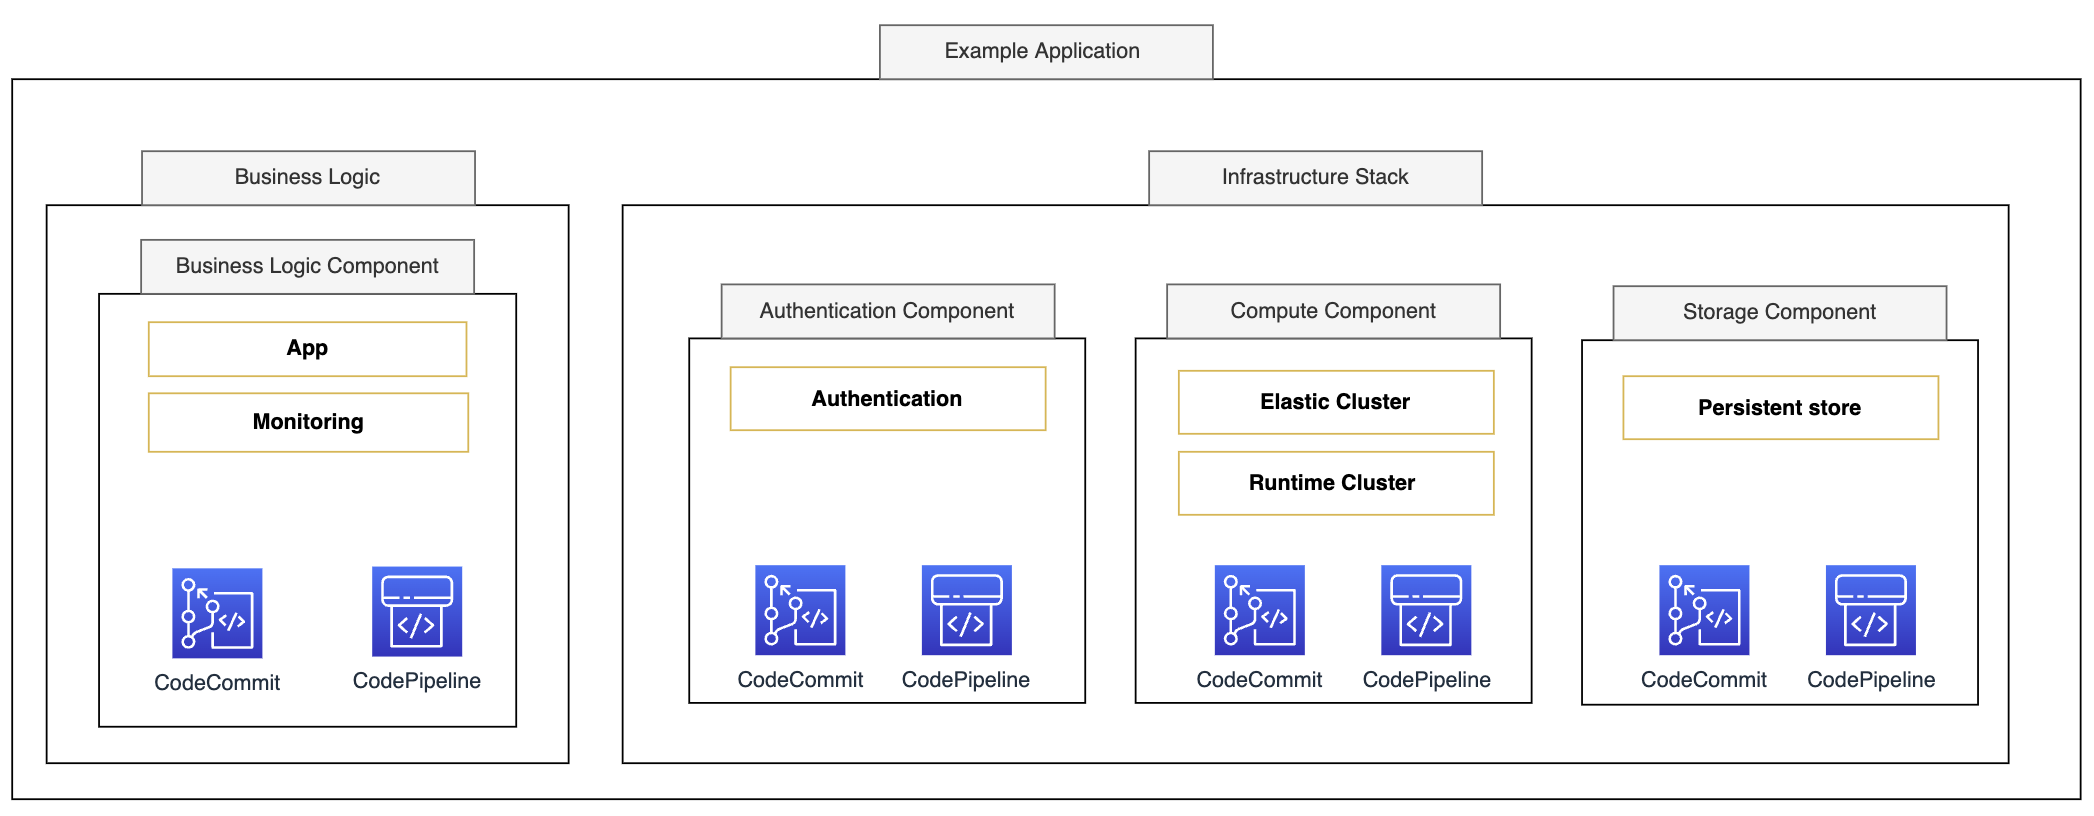 Example Application
Business Logic
Business Logic Component
App
Monitoring
CodeCommit
CodePipeline
Infrastructure Stack
Authentication Component
Authentication
CodeCommit
CodePipeline
Compute Component
Elastic Cluster
Runtime Cluster
CodeCommit
CodePipeline
Storage Component
Persistent store
CodeCommit
CodePipeline